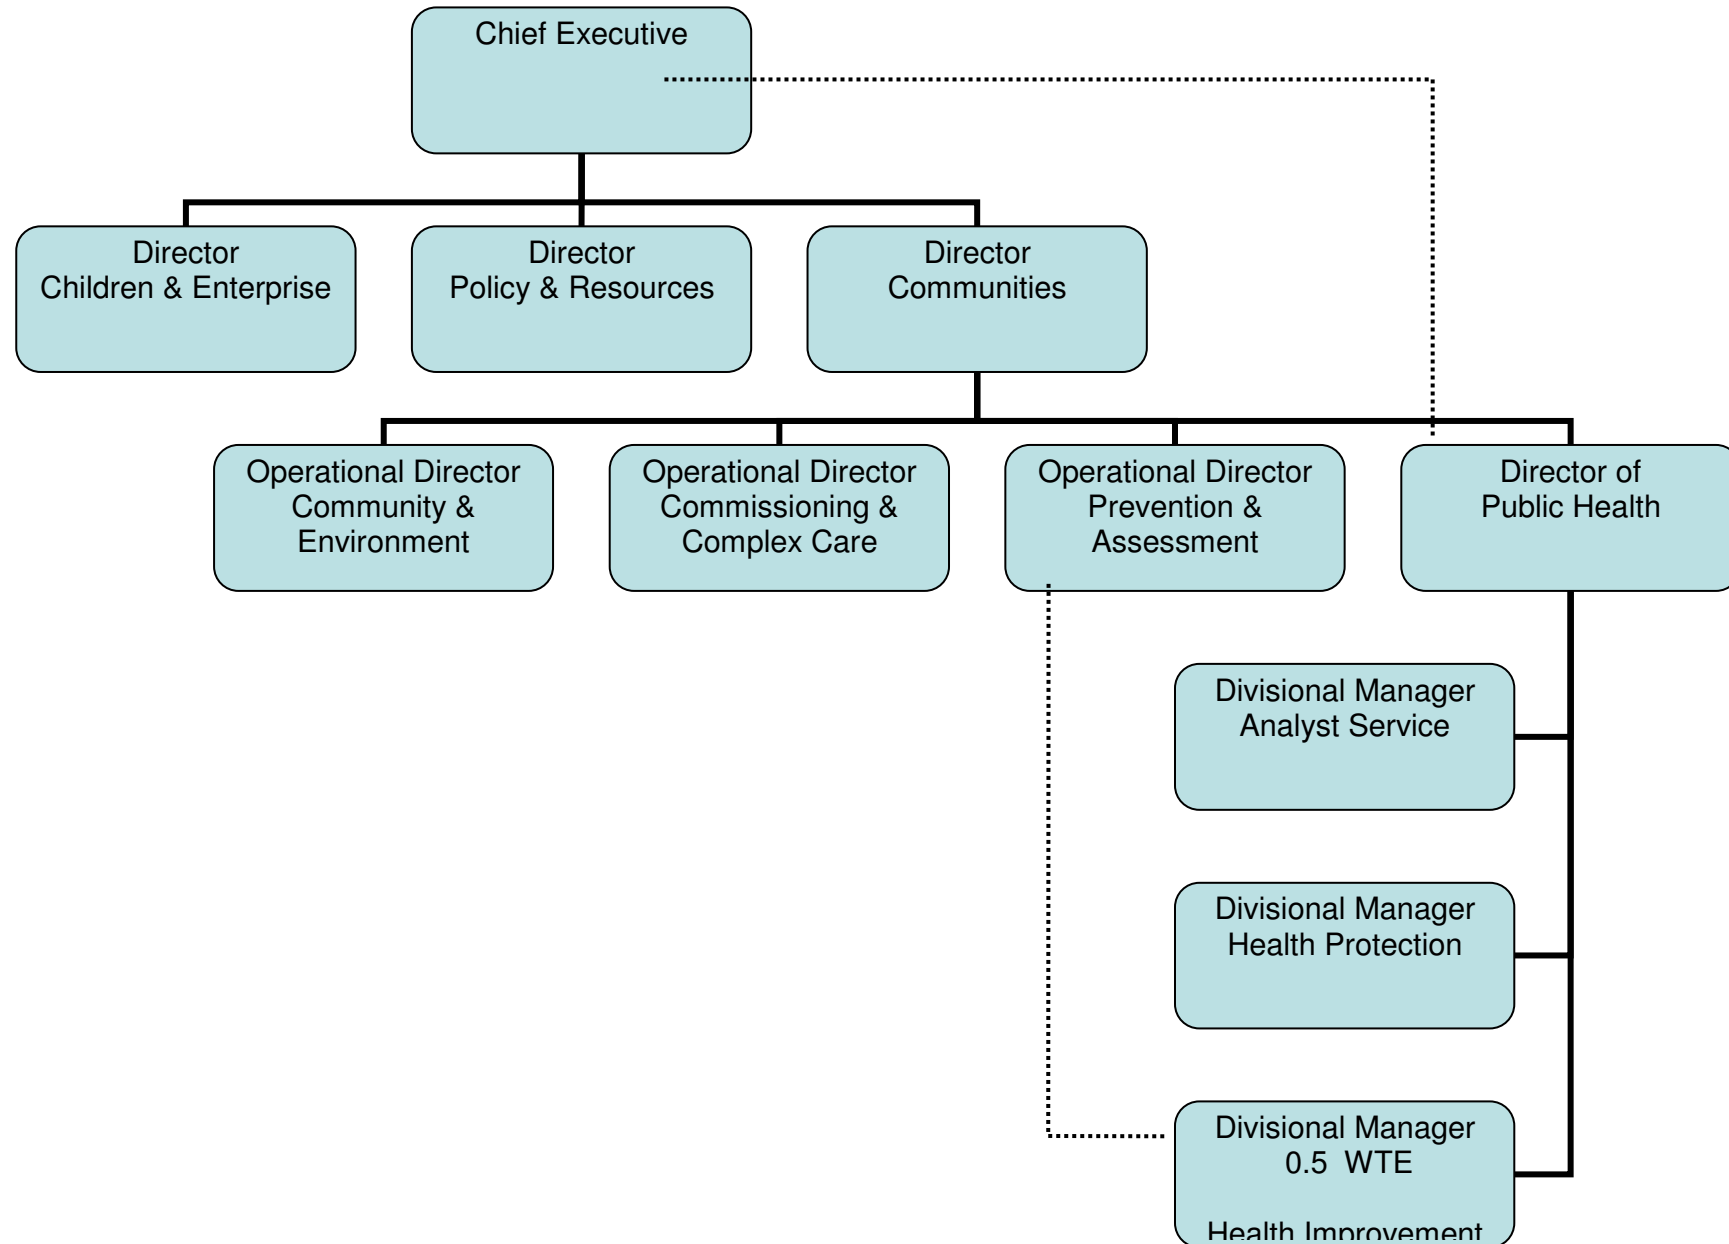 Chief Executive
Director
Children & Enterprise
Director
Policy & Resources
Director
Communities
Operational Director
Community &
Environment
Operational Director
Commissioning &
Complex Care
Operational Director
Prevention &
Assessment
Director of
Public Health
Divisional Manager
Analyst Service
Divisional Manager
Health Protection
Divisional Manager
0.5 WTE
Health Improvement